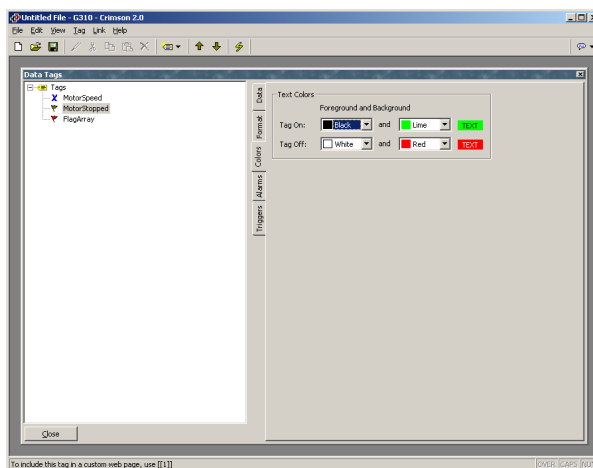 Untitled File - G310 - Crimson 2.0
File Edit View Tag Link Help
Data Tags
Tags
MotorSpeed
MotorStopped
FlagArray
Data
Format
Colors
Alarms
Triggers
Text Colors
Foreground and Background
Tag On: Black and Lime TEXT
Tag Off: White and Red TEXT
Close
To include this tag in a custom web page, use [[1]]
OVER CAPS NU